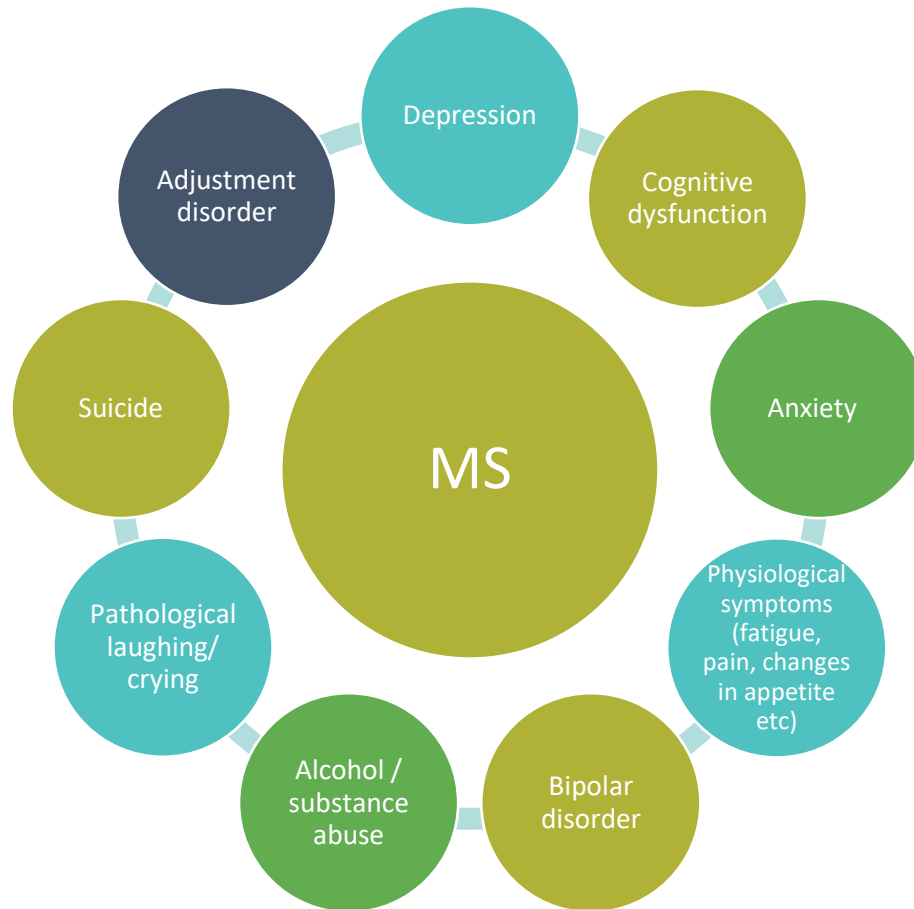 Depression
Cognitive
dysfunction
Anxiety
Physiological
symptoms
(fatigue,
pain, changes
in appetite
etc)
Bipolar
disorder
Alcohol /
substance
abuse
Pathological
laughing/
crying
Suicide
Adjustment
disorder
MS